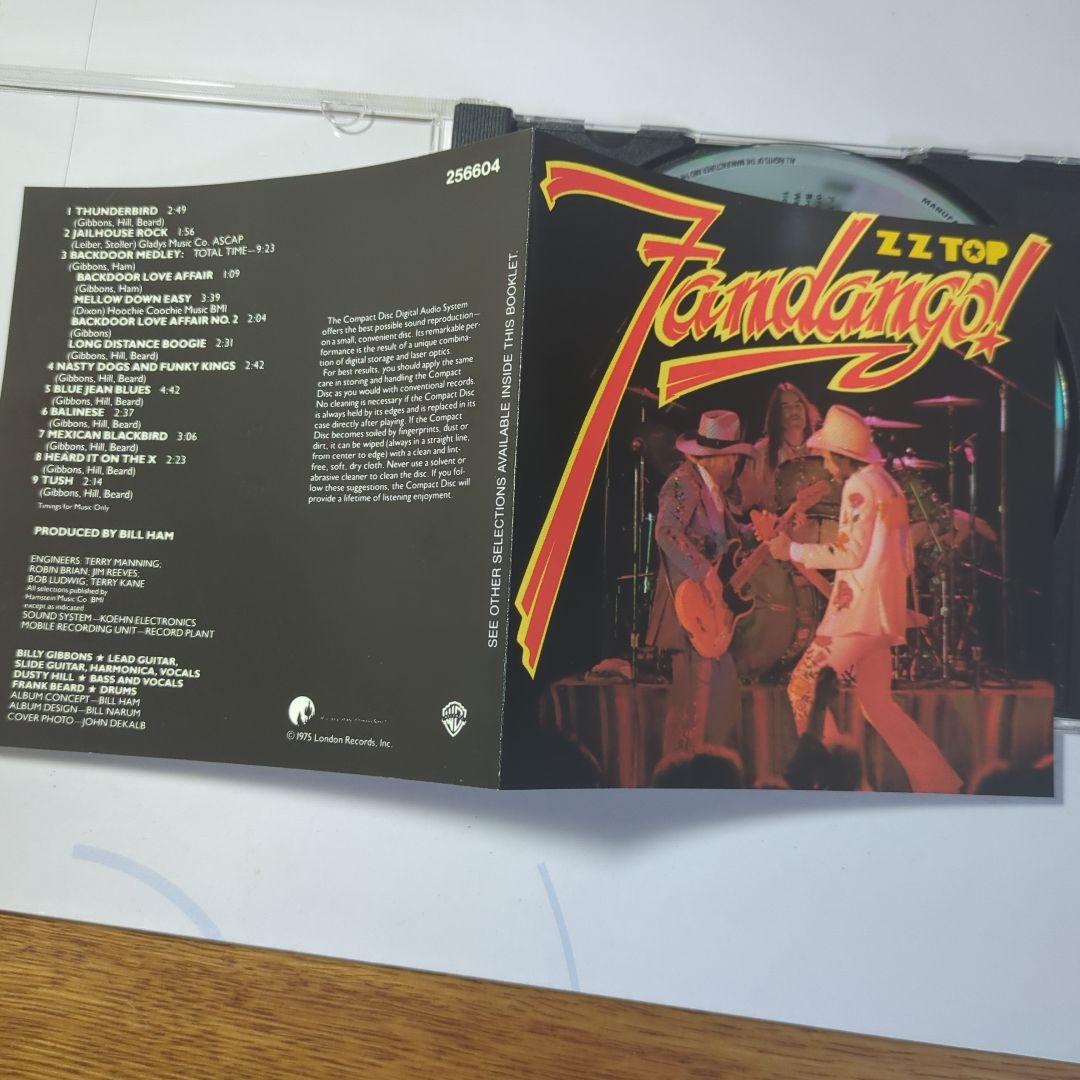 256604
1 THUNDERBIRD 2:49
(Gibbons, Hill, Beard)
2 JAILHOUSE ROCK 1:56
(Leiber, Stoller) Gladys Music Co. ASCAP
3 BACKDOOR MEDLEY: TOTAL TIME—9:23
(Gibbons, Ham)
BACKDOOR LOVE AFFAIR 1:09
(Gibbons, Ham)
MELLOW DOWN EASY 3:39
(Dixon) Hoochie Coochie Music BMI
BACKDOOR LOVE AFFAIR NO. 2 2:04
(Gibbons)
LONG DISTANCE BOOGIE 2:31
(Gibbons, Hill, Beard)
4 NASTY DOGS AND FUNKY KINGS 2:42
(Gibbons, Hill, Beard)
5 BLUE JEAN BLUES 4:42
(Gibbons, Hill, Beard)
6 BALINESE 2:37
(Gibbons, Hill, Beard)
7 MEXICAN BLACKBIRD 3:06
(Gibbons, Hill, Beard)
8 HEARD IT ON THE X 2:23
(Gibbons, Hill, Beard)
9 TUSH 2:14
(Gibbons, Hill, Beard)
Timings for Music Only
PRODUCED BY BILL HAM
ENGINEERS: TERRY MANNING;
ROBIN BRIAN; JIM REEVES;
BOB LUDWIG; TERRY KANE
All selections published by
Hamstein Music Co. BMI
except as indicated
SOUND SYSTEM—KOEHN ELECTRONICS
MOBILE RECORDING UNIT—RECORD PLANT
BILLY GIBBONS ★ LEAD GUITAR,
SLIDE GUITAR, HARMONICA, VOCALS
DUSTY HILL ★ BASS AND VOCALS
FRANK BEARD ★ DRUMS
ALBUM CONCEPT—BILL HAM
ALBUM DESIGN—BILL NARUM
COVER PHOTO—JOHN DEKALB
The Compact Disc Digital Audio System
offers the best possible sound reproduction—
on a small, convenient disc. Its remarkable per-
formance is the result of a unique combina-
tion of digital storage and laser optics.
For best results, you should apply the same
care in storing and handling the Compact
Disc as you would with conventional records.
No cleaning is necessary if the Compact Disc
is always held by its edges and is replaced in its
case directly after playing. If the Compact
Disc becomes soiled by fingerprints, dust or
dirt, it can be wiped (always in a straight line,
from center to edge) with a clean and lint-
free, soft, dry cloth. Never use a solvent or
abrasive cleaner to clean the disc. If you fol-
low these suggestions, the Compact Disc will
provide a lifetime of listening enjoyment.
© 1975 London Records, Inc.
SEE OTHER SELECTIONS AVAILABLE INSIDE THIS BOOKLET.
ZZ TOP
Fandango!
ALL RIGHTS OF THE MANUFACTURER AND THE